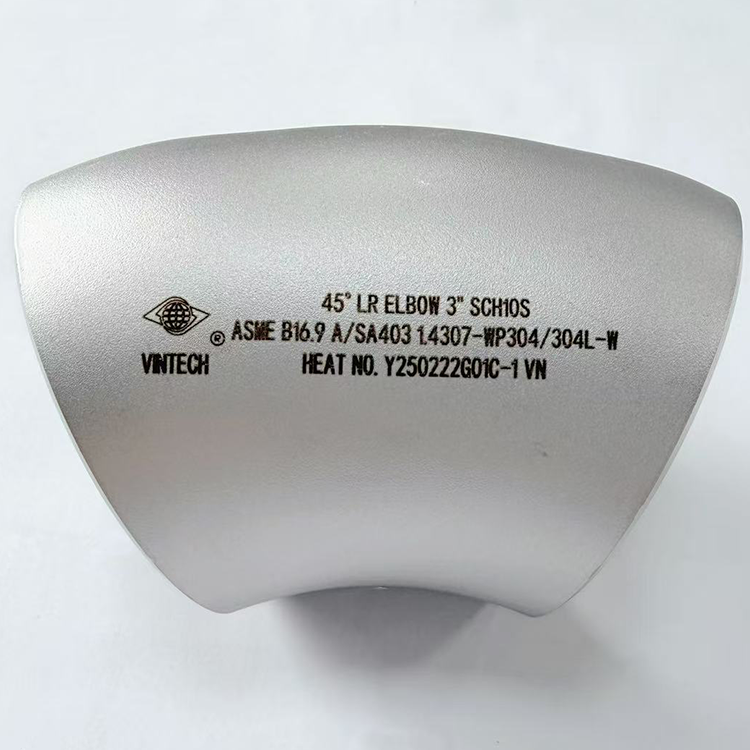 45° LR ELBOW 3" SCH10S
® ASME B16.9 A/SA403 1.4307-WP304/304L-W
VINTECH HEAT NO. Y250222G01C-1 VN